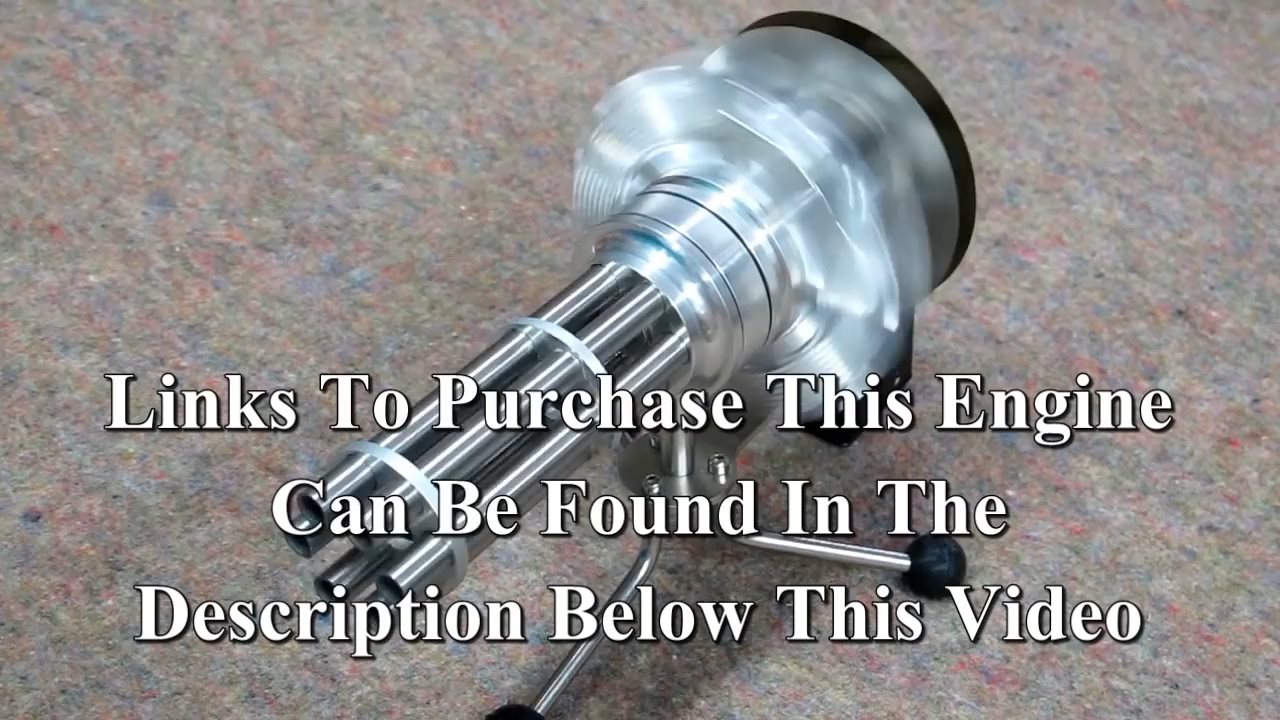 Links To Purchase This Engine
Can Be Found In The
Description Below This Video